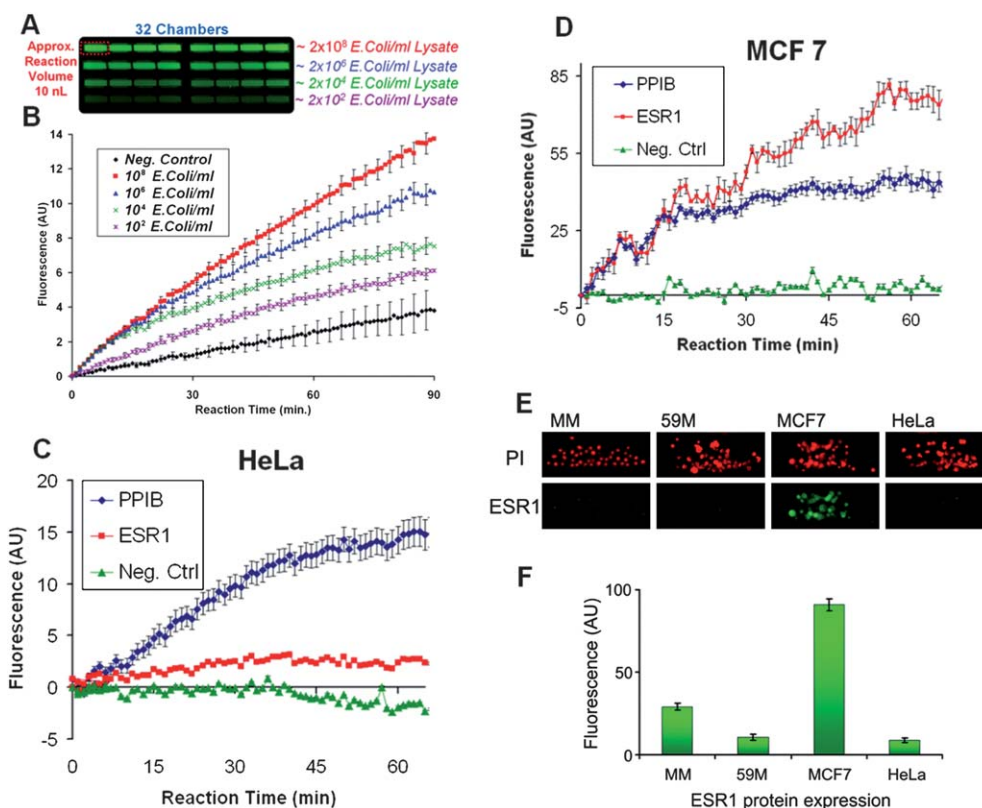 A
32 Chambers
Approx.
Reaction
Volume
10 nL
~ 2x10⁸ E.Coli/ml Lysate
~ 2x10⁶ E.Coli/ml Lysate
~ 2x10⁴ E.Coli/ml Lysate
~ 2x10² E.Coli/ml Lysate
B
14
12
10
8
6
4
2
0
Fluorescence (AU)
Neg. Control
10⁸ E.Coli/ml
10⁶ E.Coli/ml
10⁴ E.Coli/ml
10² E.Coli/ml
0
30
60
90
Reaction Time (min.)
C
HeLa
20
15
10
5
0
-5
Fluorescence (AU)
PPIB
ESR1
Neg. Ctrl
0
15
30
45
60
Reaction Time (min)
D
MCF 7
85
55
25
-5
Fluorescence (AU)
PPIB
ESR1
Neg. Ctrl
0
15
30
45
60
Reaction Time (min)
E
MM
59M
MCF7
HeLa
PI
ESR1
F
100
50
0
Fluorescence (AU)
MM
59M
MCF7
HeLa
ESR1 protein expression